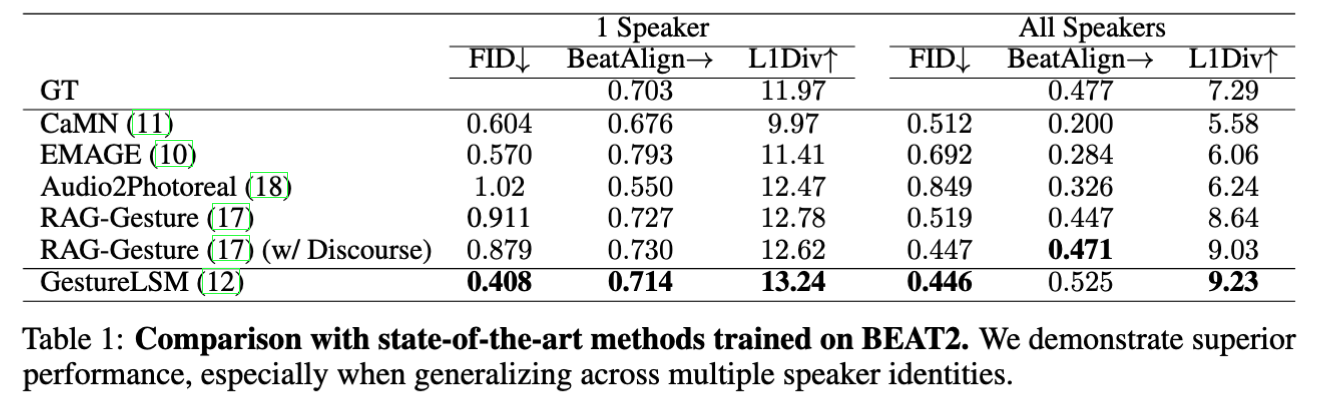 1 Speaker All Speakers
FID↓ BeatAlign→ L1Div↑ FID↓ BeatAlign→ L1Div↑
GT 0.703 11.97 0.477 7.29
CaMN (11) 0.604 0.676 9.97 0.512 0.200 5.58
EMAGE (10) 0.570 0.793 11.41 0.692 0.284 6.06
Audio2Photoreal (18) 1.02 0.550 12.47 0.849 0.326 6.24
RAG-Gesture (17) 0.911 0.727 12.78 0.519 0.447 8.64
RAG-Gesture (17) (w/ Discourse) 0.879 0.730 12.62 0.447 0.471 9.03
GestureLSM (12) 0.408 0.714 13.24 0.446 0.525 9.23
Table 1: Comparison with state-of-the-art methods trained on BEAT2. We demonstrate superior
performance, especially when generalizing across multiple speaker identities.